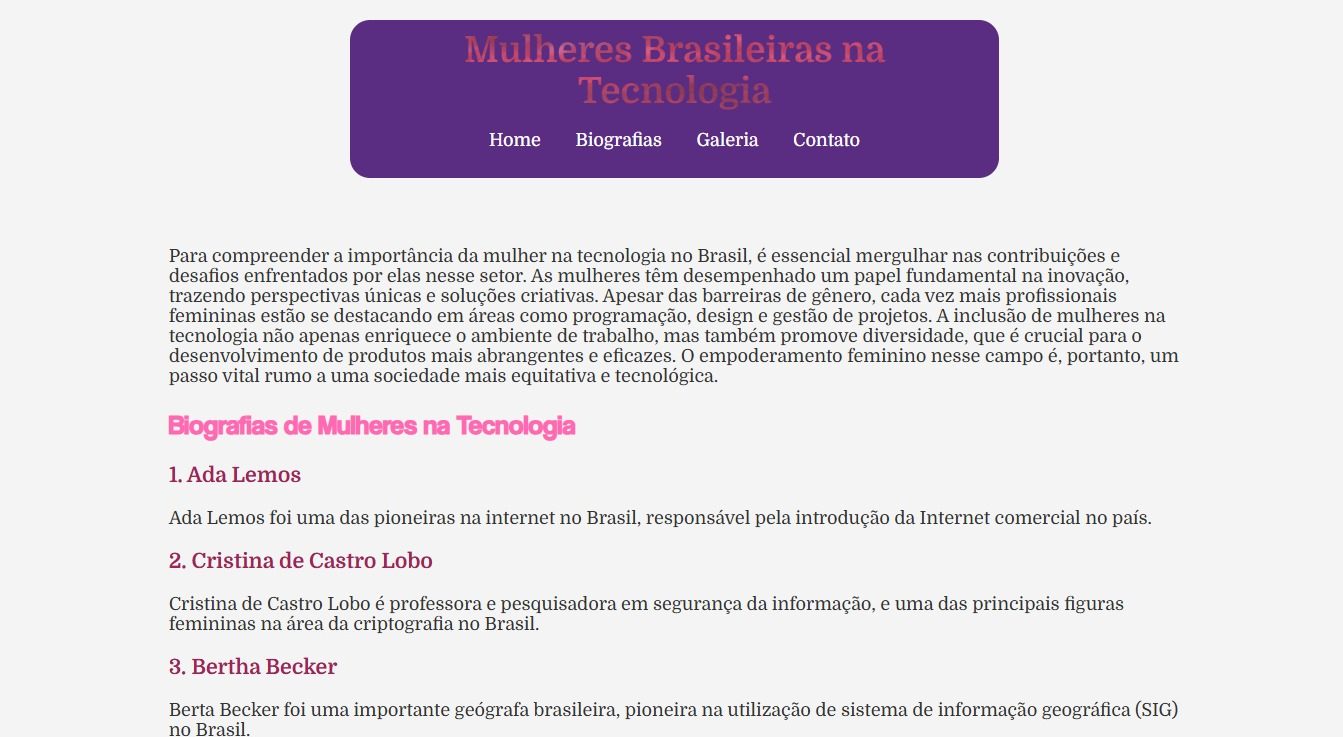 Mulheres Brasileiras na
Tecnologia
Home Biografias Galeria Contato
Para compreender a importância da mulher na tecnologia no Brasil, é essencial mergulhar nas contribuições e
desafios enfrentados por elas nesse setor. As mulheres têm desempenhado um papel fundamental na inovação,
trazendo perspectivas únicas e soluções criativas. Apesar das barreiras de gênero, cada vez mais profissionais
femininas estão se destacando em áreas como programação, design e gestão de projetos. A inclusão de mulheres na
tecnologia não apenas enriquece o ambiente de trabalho, mas também promove diversidade, que é crucial para o
desenvolvimento de produtos mais abrangentes e eficazes. O empoderamento feminino nesse campo é, portanto, um
passo vital rumo a uma sociedade mais equitativa e tecnológica.
Biografias de Mulheres na Tecnologia
1. Ada Lemos
Ada Lemos foi uma das pioneiras na internet no Brasil, responsável pela introdução da Internet comercial no país.
2. Cristina de Castro Lobo
Cristina de Castro Lobo é professora e pesquisadora em segurança da informação, e uma das principais figuras
femininas na área da criptografia no Brasil.
3. Bertha Becker
Berta Becker foi uma importante geógrafa brasileira, pioneira na utilização de sistema de informação geográfica (SIG)
no Brasil.